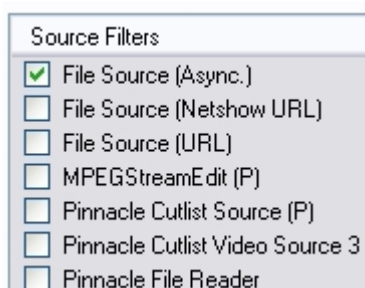 Source Filters
File Source (Async.)
File Source (Netshow URL)
File Source (URL)
MPEGStreamEdit (P)
Pinnacle Cutlist Source (P)
Pinnacle Cutlist Video Source 3
Pinnacle File Reader